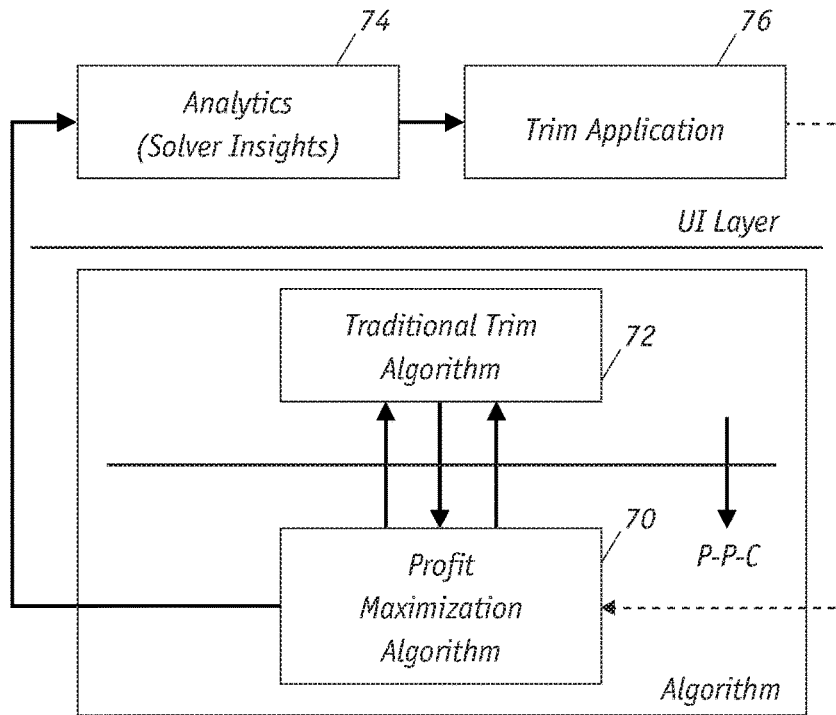 74
76
Analytics
(Solver Insights)
Trim Application
UI Layer
Traditional Trim
Algorithm
72
70
P-P-C
Profit
Maximization
Algorithm
Algorithm